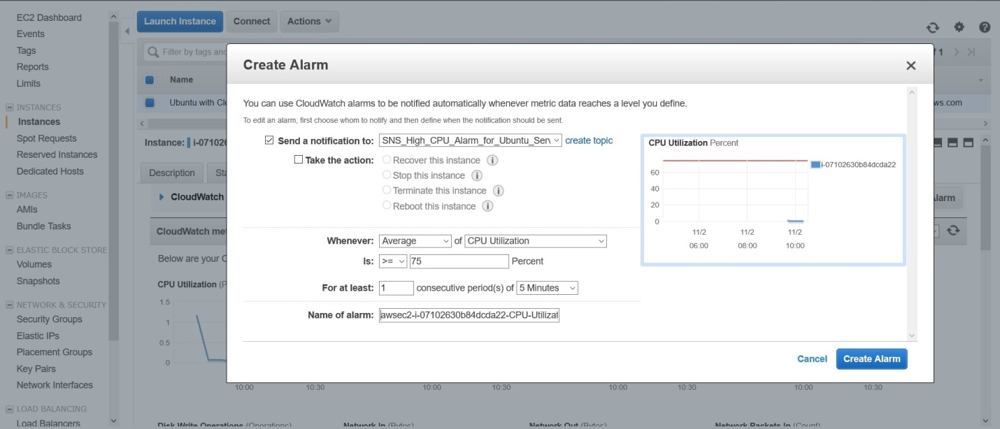 EC2 Dashboard
Events
Tags
Reports
Limits
INSTANCES
Instances
Spot Requests
Reserved Instances
Dedicated Hosts
IMAGES
AMIs
Bundle Tasks
ELASTIC BLOCK STORE
Volumes
Snapshots
NETWORK & SECURITY
Security Groups
Elastic IPs
Placement Groups
Key Pairs
Network Interfaces
LOAD BALANCING
Load Balancers
Launch Instance Connect Actions
Filter by tags and
1
Name
Ubuntu with Cl
ws.com
Instance: i-07102
Description Sta
CloudWatch
larm
CloudWatch me
Below are your C
CPU Utilization (P
1.5
1
0.5
0
10:00 10:30 10:00 10:30 10:00 10:30 10:00 10:30
Disk Write Operations (Operations) Network In (Bytes) Network Out (Bytes) Network Packets In (Count)
Create Alarm
You can use CloudWatch alarms to be notified automatically whenever metric data reaches a level you define.
To edit an alarm, first choose whom to notify and then define when the notification should be sent.
Send a notification to: SNS_High_CPU_Alarm_for_Ubuntu_Serv create topic
Take the action: Recover this instance i
Stop this instance i
Terminate this instance i
Reboot this instance i
Whenever: Average of CPU Utilization
Is: >= 75 Percent
For at least: 1 consecutive period(s) of 5 Minutes
Name of alarm: awsec2-i-07102630b84dcda22-CPU-Utilizat
CPU Utilization Percent
i-07102630b84dcda22
60
40
20
0
11/2 11/2 11/2
06:00 08:00 10:00
Cancel Create Alarm